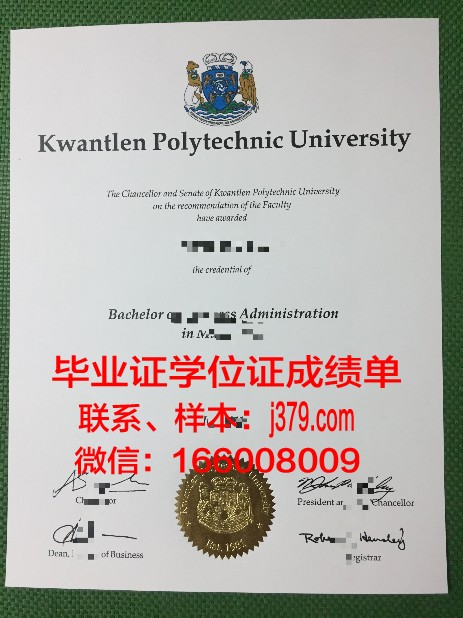 Kwantlen Polytechnic University
The Chancellor and Senate of Kwantlen Polytechnic University
on the recommendation of the Faculty
have awarded
the credential of
Bachelor Administration
in
毕业证学位证成绩单
联系、样本：j379.com
微信：166008009
President Chancellor
Dean, of Business